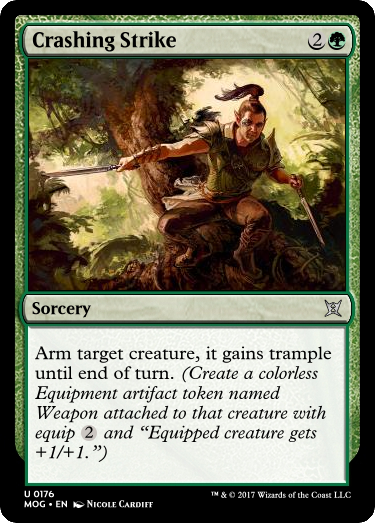 Crashing Strike 2
Sorcery
Arm target creature, it gains trample
until end of turn. (Create a colorless
Equipment artifact token named
Weapon attached to that creature with
equip 2 and “Equipped creature gets
+1/+1.”)
U 0176
MOG • EN Nicole Cardiff
™ & © 2017 Wizards of the Coast LLC